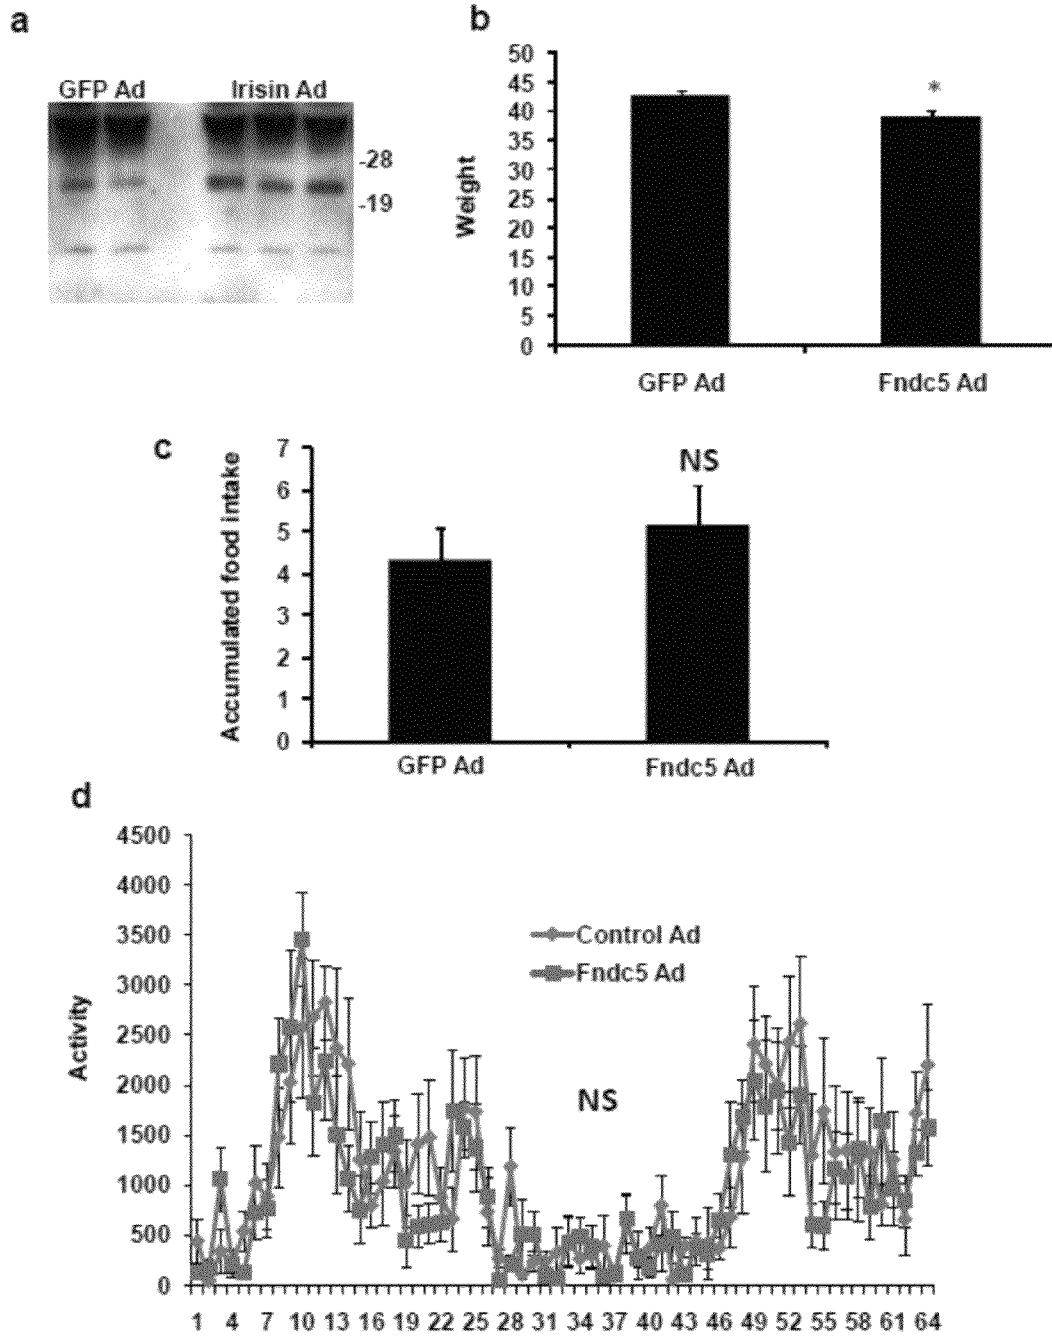 a
GFP Ad Irisin Ad
-28
-19
b
50
45
40
35
30
25
20
15
10
5
0
Weight
*
GFP Ad Fndc5 Ad
c
7
6
5
4
3
2
1
0
Accumulated food intake
NS
GFP Ad Fndc5 Ad
d
4500
4000
3500
3000
2500
2000
1500
1000
500
0
Activity
Control Ad
Fndc5 Ad
NS
1 4 7 10 13 16 19 22 25 28 31 34 37 40 43 46 49 52 55 58 61 64